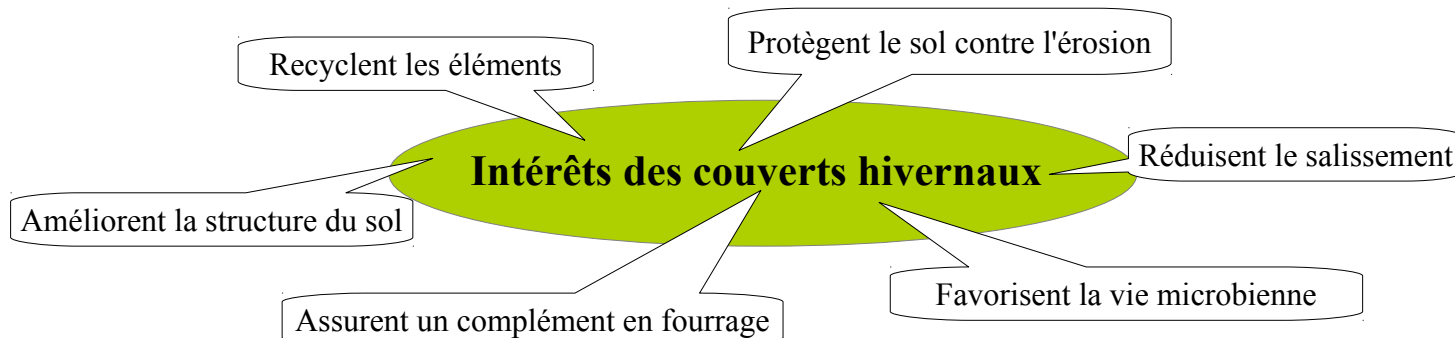 Protègent le sol contre l'érosion
Recyclent les éléments
Intérêts des couverts hivernaux
Réduisent le salissement
Améliorent la structure du sol
Favorisent la vie microbienne
Assurent un complément en fourrage